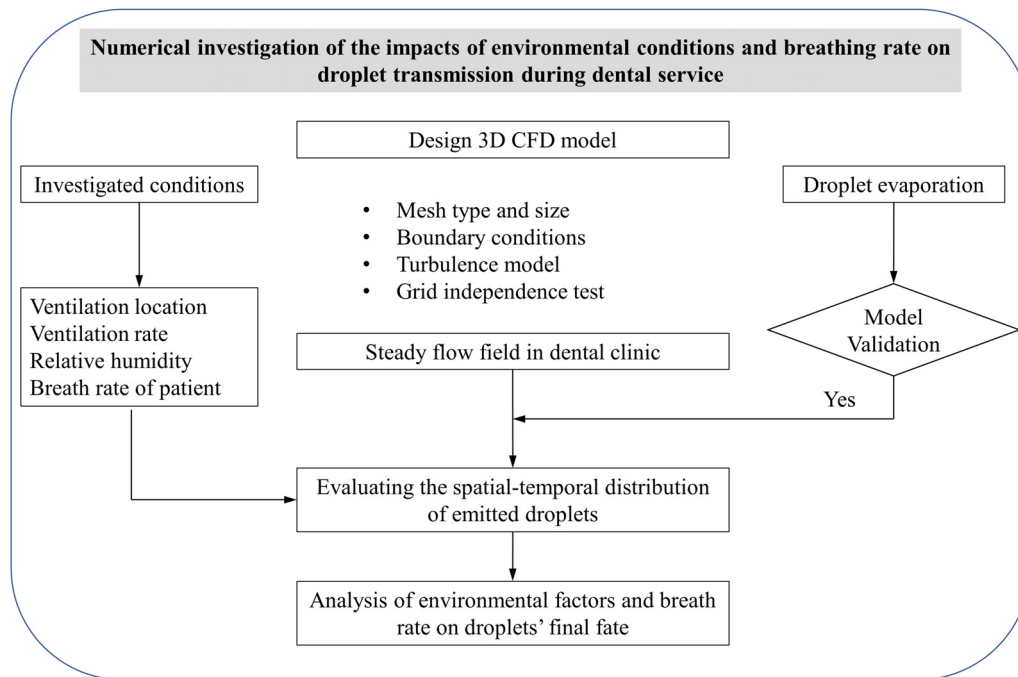 Numerical investigation of the impacts of environmental conditions and breathing rate on
droplet transmission during dental service
Design 3D CFD model
Investigated conditions
Droplet evaporation
• Mesh type and size
• Boundary conditions
• Turbulence model
• Grid independence test
Ventilation location
Ventilation rate
Relative humidity
Breath rate of patient
Model
Validation
Steady flow field in dental clinic
Yes
Evaluating the spatial-temporal distribution
of emitted droplets
Analysis of environmental factors and breath
rate on droplets’ final fate